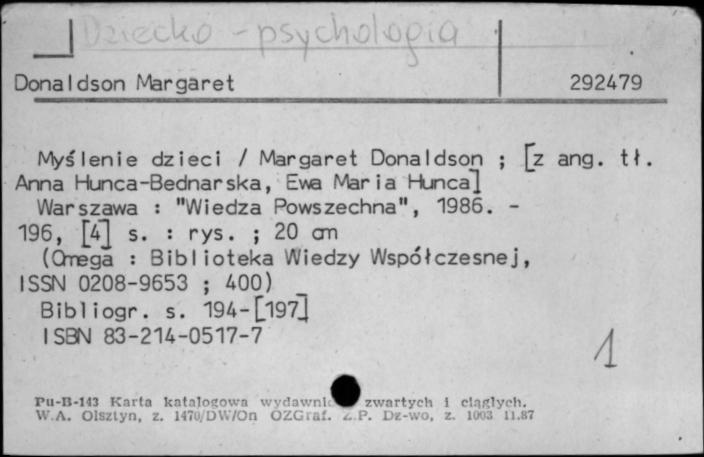 Dziecko - psychologia
Donaldson Margaret 292479
Myślenie dzieci / Margaret Donaldson ; [z ang. tł.
Anna Hunca-Bednarska, Ewa Maria Hunca]
Warszawa : "Wiedza Powszechna", 1986. -
196, [4] s. : rys. ; 20 cm
(Omega : Biblioteka Wiedzy Współczesnej,
ISSN 0208-9653 ; 400)
Bibliogr. s. 194-[197]
ISBN 83-214-0517-7
1
Pu-B-143 Karta katalogowa zwartych i ciągłych.
W.A. Olsztyn, z. 1470/DW/On OZGraf. Z.P. Dz-wo, z. 1003 11.87